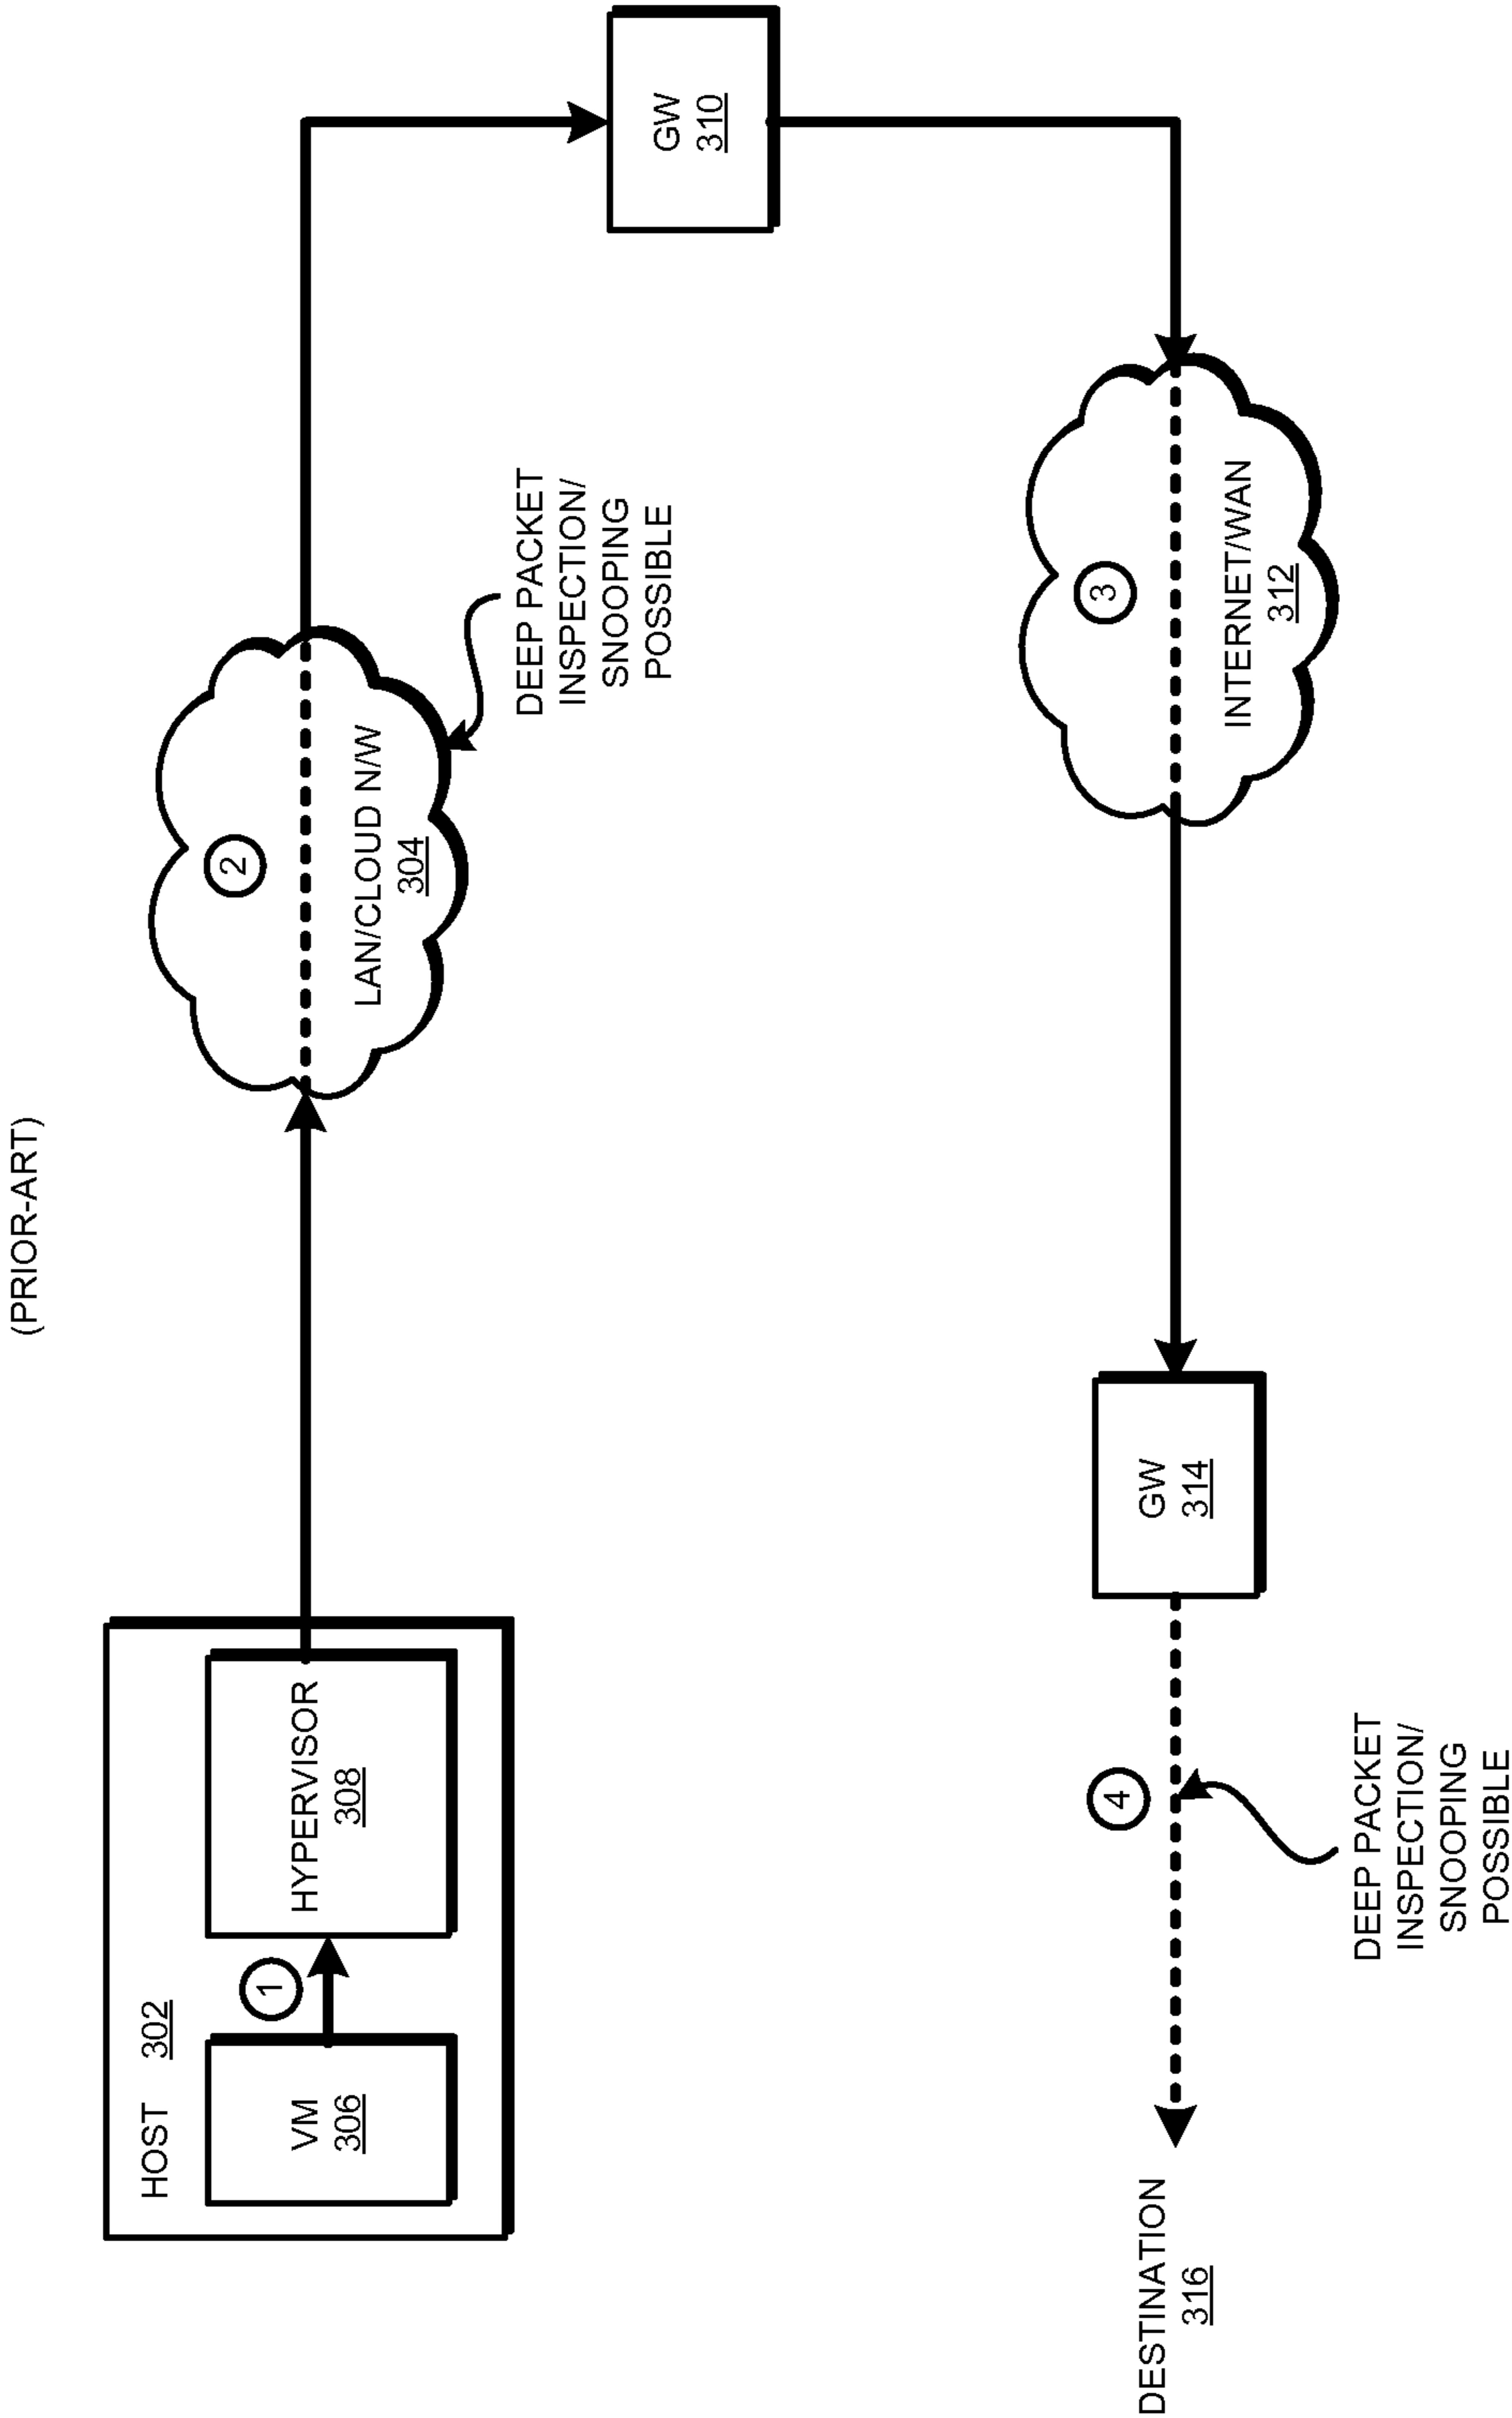 (PRIOR-ART)
HOST 302
VM
306
1
HYPERVISOR
308
2
LAN/CLOUD N/W
304
DEEP PACKET
INSPECTION/
SNOOPING
POSSIBLE
GW
310
3
INTERNET/WAN
312
GW
314
4
DEEP PACKET
INSPECTION/
SNOOPING
POSSIBLE
DESTINATION
316